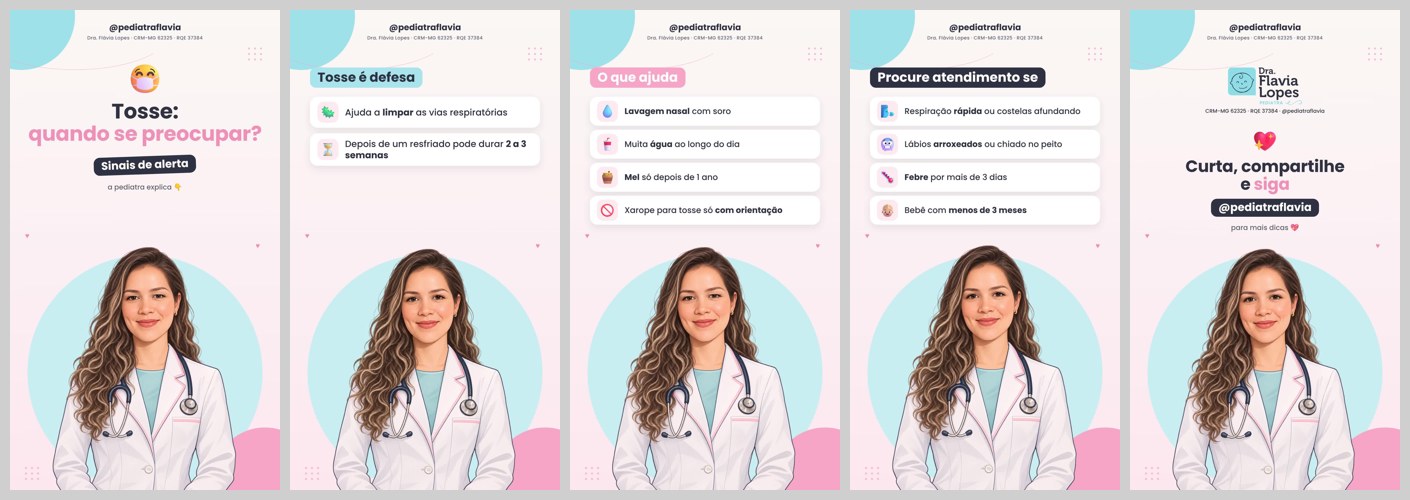 @pediatraflavia
Dra. Flávia Lopes · CRM-MG 62325 · RQE 37384
Tosse:
quando se preocupar?
Sinais de alerta
a pediatra explica 👇
@pediatraflavia
Dra. Flávia Lopes · CRM-MG 62325 · RQE 37384
Tosse é defesa
Ajuda a limpar as vias respiratórias
Depois de um resfriado pode durar 2 a 3
semanas
@pediatraflavia
Dra. Flávia Lopes · CRM-MG 62325 · RQE 37384
O que ajuda
Lavagem nasal com soro
Muita água ao longo do dia
Mel só depois de 1 ano
Xarope para tosse só com orientação
@pediatraflavia
Dra. Flávia Lopes · CRM-MG 62325 · RQE 37384
Procure atendimento se
Respiração rápida ou costelas afundando
Lábios arroxeados ou chiado no peito
Febre por mais de 3 dias
Bebê com menos de 3 meses
@pediatraflavia
Dra. Flávia Lopes · CRM-MG 62325 · RQE 37384
Dra.
Flavia
Lopes
PEDIATRA
CRM-MG 62325 · RQE 37384 · @pediatraflavia
Curta, compartilhe
e siga
@pediatraflavia
para mais dicas 💖